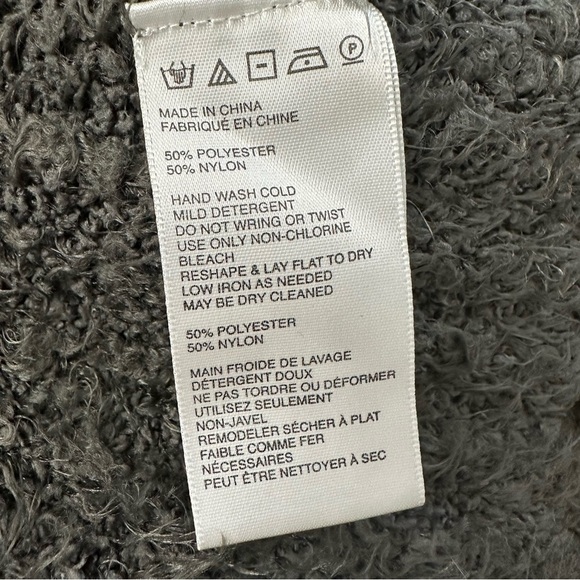 P
MADE IN CHINA
FABRIQUÉ EN CHINE
50% POLYESTER
50% NYLON
HAND WASH COLD
MILD DETERGENT
DO NOT WRING OR TWIST
USE ONLY NON-CHLORINE
BLEACH
RESHAPE & LAY FLAT TO DRY
LOW IRON AS NEEDED
MAY BE DRY CLEANED
50% POLYESTER
50% NYLON
MAIN FROIDE DE LAVAGE
DÉTERGENT DOUX
NE PAS TORDRE OU DÉFORMER
UTILISEZ SEULEMENT
NON-JAVEL
REMODELER SÉCHER À PLAT
FAIBLE COMME FER
NÉCESSAIRES
PEUT ÊTRE NETTOYER À SEC